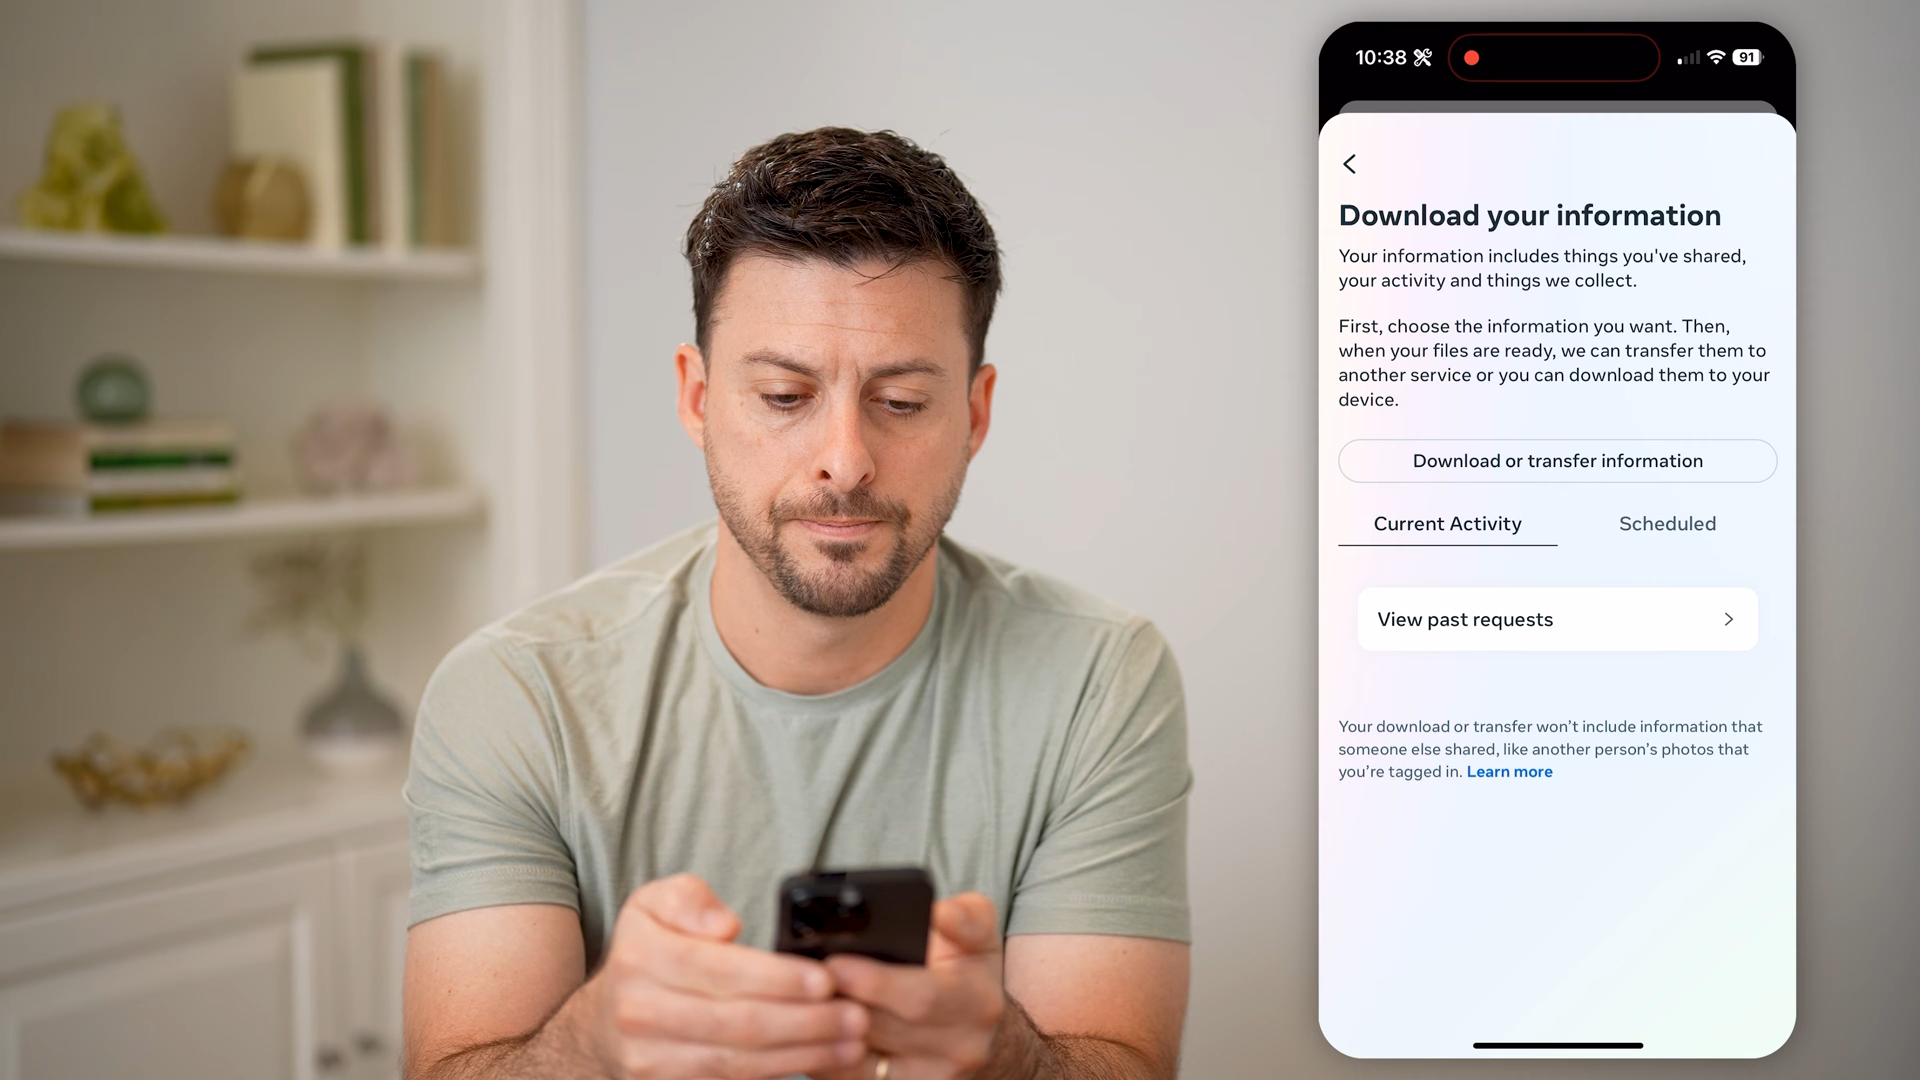 10:38
91
Download your information
Your information includes things you've shared,
your activity and things we collect.
First, choose the information you want. Then,
when your files are ready, we can transfer them to
another service or you can download them to your
device.
Download or transfer information
Current Activity
Scheduled
View past requests
Your download or transfer won’t include information that
someone else shared, like another person’s photos that
you’re tagged in. Learn more